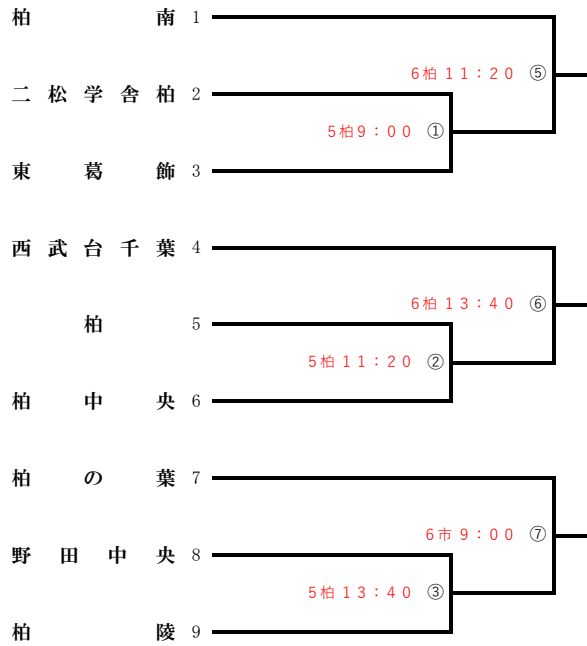 柏南 1
6柏 11：20 ⑤
二松学舎柏 2
5柏9：00 ①
東葛飾 3
西武台千葉 4
6柏 13：40 ⑥
柏 5
5柏 11：20 ②
柏中央 6
柏の葉 7
6市 9：00 ⑦
野田中央 8
5柏 13：40 ③
柏陵 9